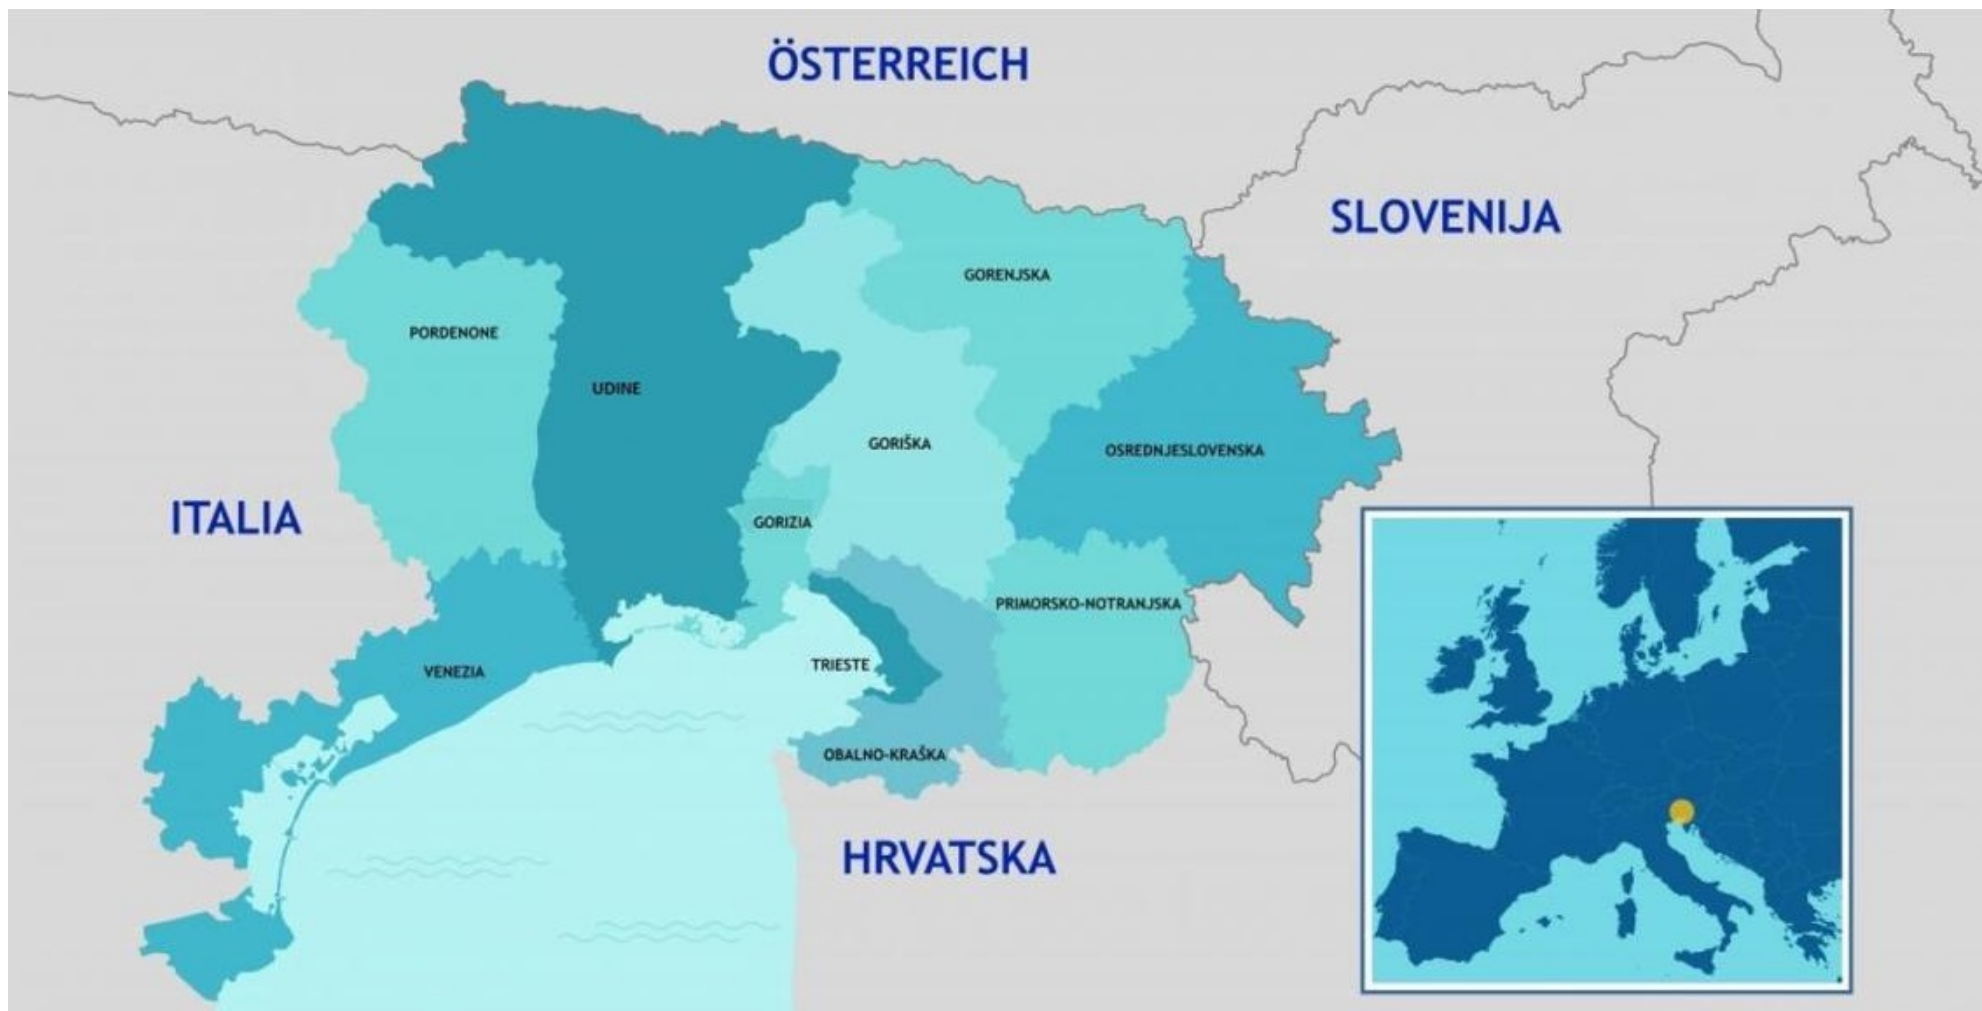 ÖSTERREICH
SLOVENIJA
GORENJSKA
PORDENONE
UDINE
GORIŠKA
OSREDNJESLOVENSKA
ITALIA
GORIZIA
PRIMORSKO-NOTRANJSKA
TRIESTE
VENEZIA
OBALNO-KRAŠKA
HRVATSKA